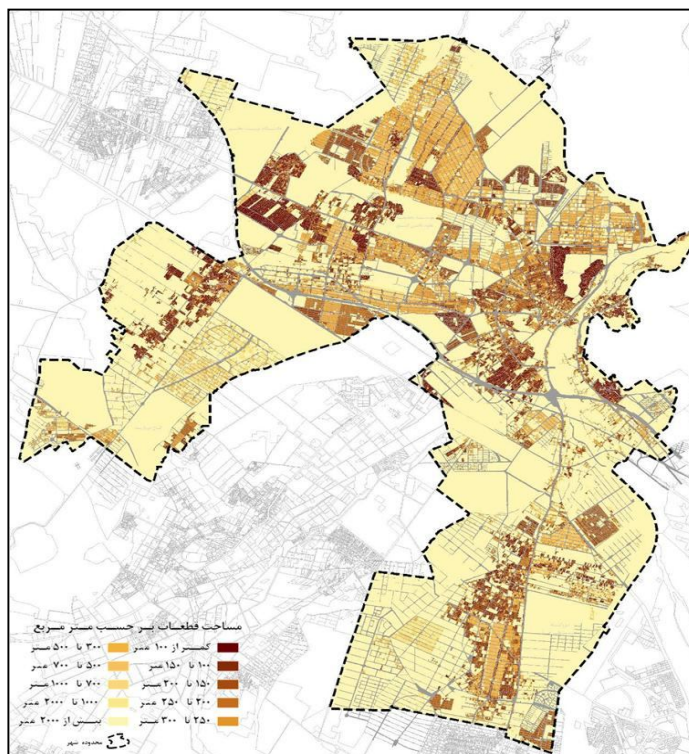 مساحت قطعات بر حسب متر مربع
کمتر از ۱۰۰ متر
۱۰۰ تا ۱۵۰ متر
۱۵۰ تا ۲۰۰ متر
۲۰۰ تا ۲۵۰ متر
۲۵۰ تا ۳۰۰ متر
۳۰۰ تا ۵۰۰ متر
۵۰۰ تا ۷۰۰ متر
۷۰۰ تا ۱۰۰۰ متر
۱۰۰۰ تا ۲۰۰۰ متر
بیش از ۲۰۰۰ متر
محدوده شهر